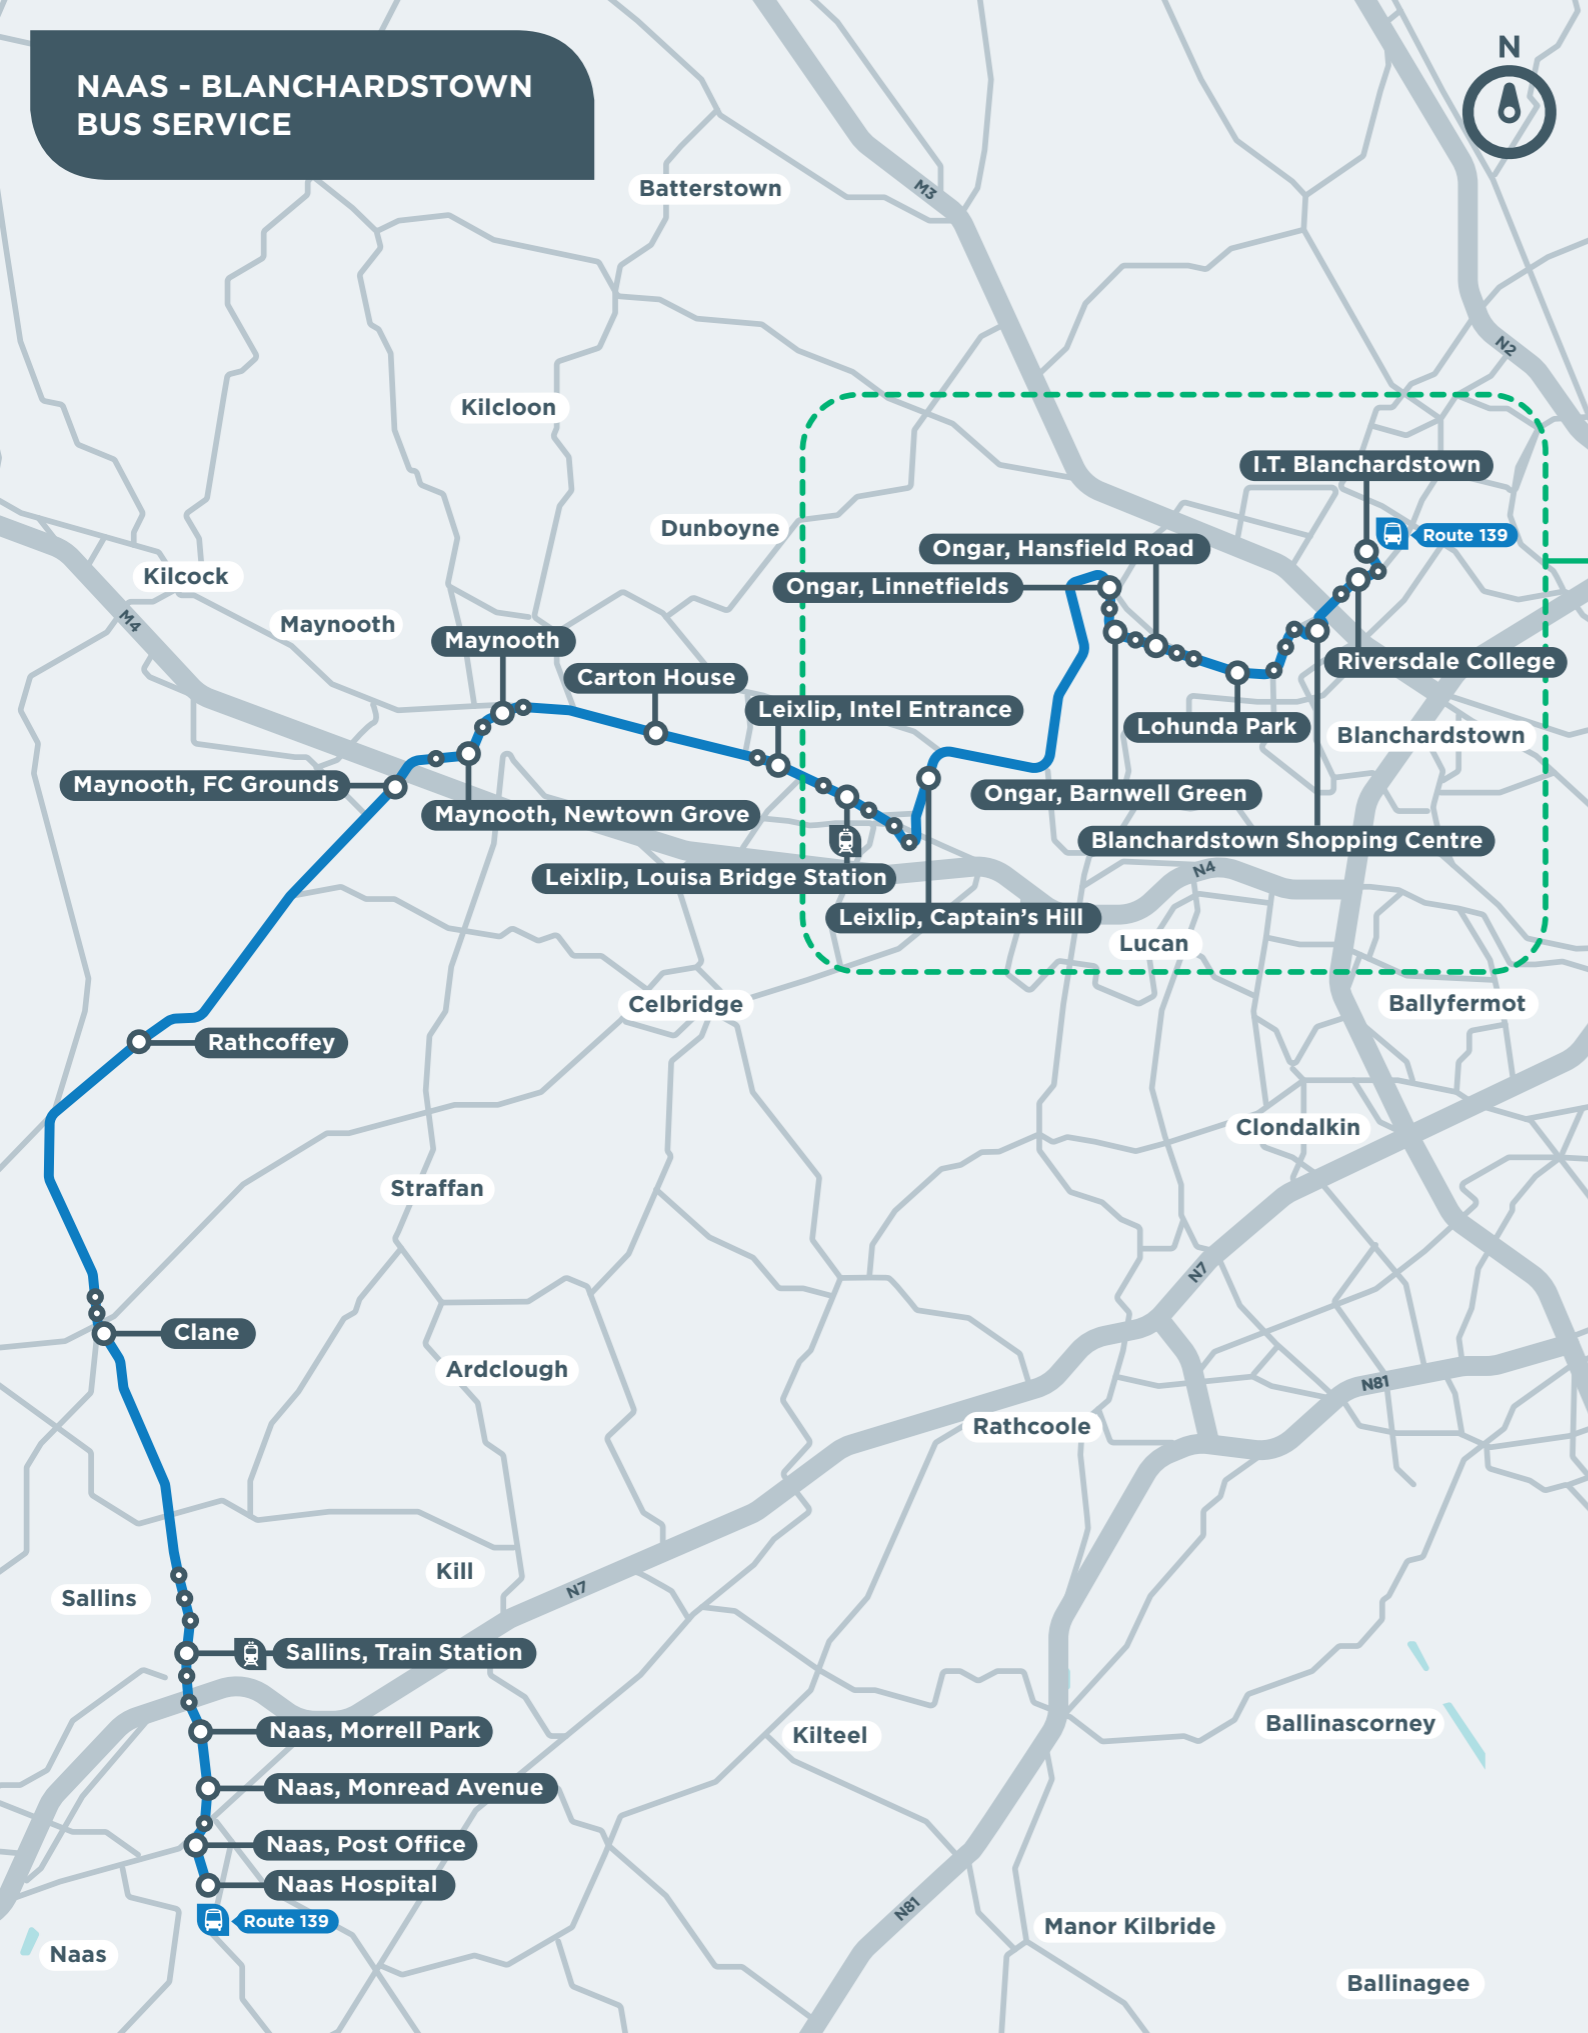 NAAS - BLANCHARDSTOWN
BUS SERVICE
N
Batterstown
M3
N2
Kilcloon
I.T. Blanchardstown
Dunboyne
Route 139
Ongar, Hansfield Road
Kilcock
Ongar, Linnetfields
M4
Maynooth
Maynooth
Riversdale College
Carton House
Leixlip, Intel Entrance
Lohunda Park
Blanchardstown
Maynooth, FC Grounds
Ongar, Barnwell Green
Maynooth, Newtown Grove
Blanchardstown Shopping Centre
N4
Leixlip, Louisa Bridge Station
Leixlip, Captain's Hill
Lucan
Celbridge
Ballyfermot
Rathcoffey
Clondalkin
Straffan
N7
Clane
Ardclough
N81
Rathcoole
Kill
N7
Sallins
Sallins, Train Station
Naas, Morrell Park
Kilteel
Ballinascorney
Naas, Monread Avenue
Naas, Post Office
Naas Hospital
N81
Route 139
Manor Kilbride
Naas
Ballinagee